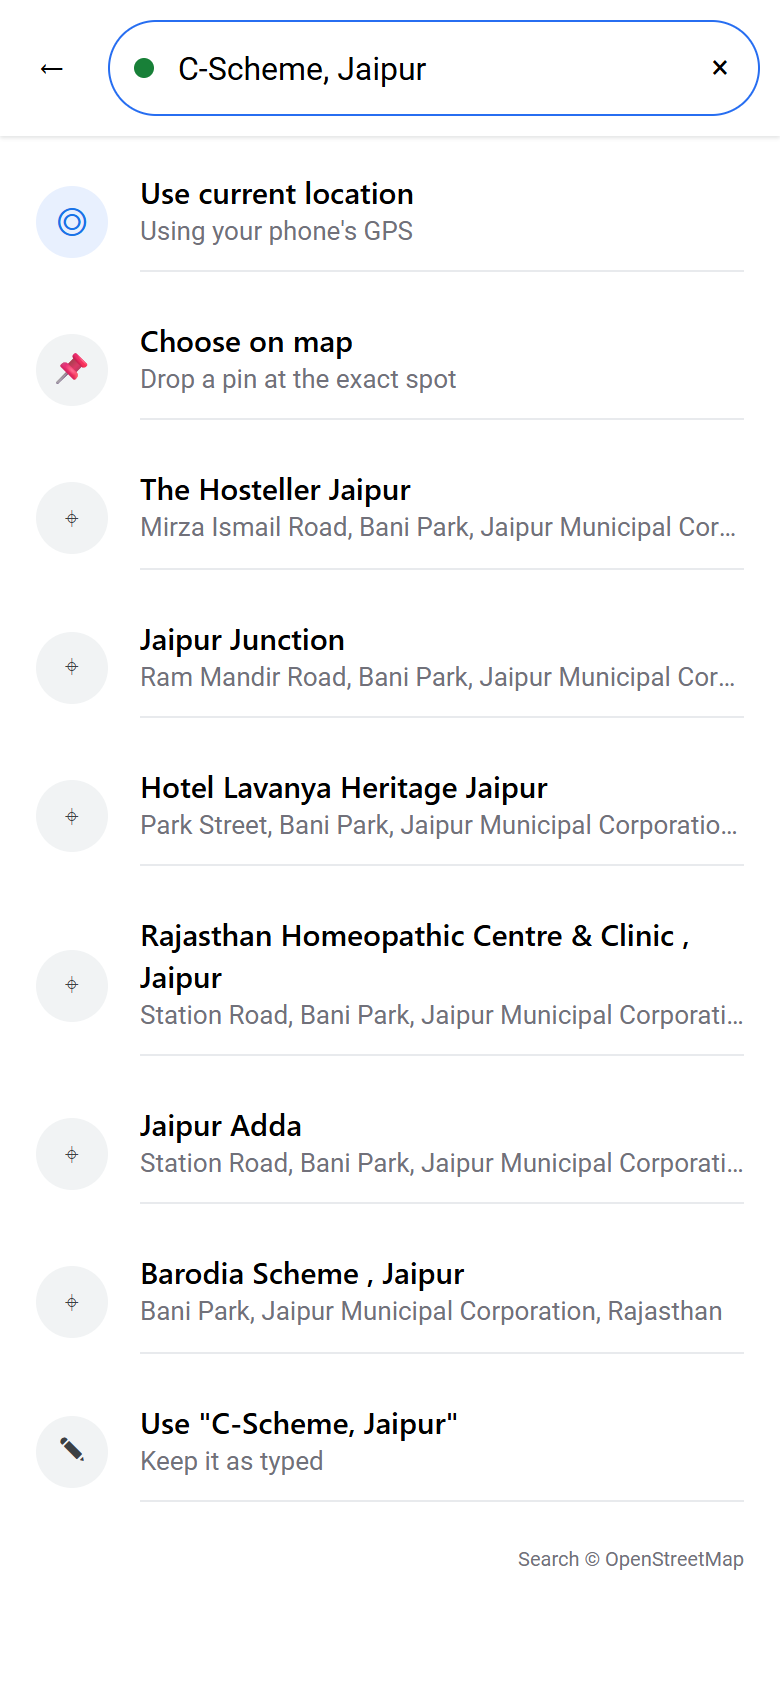 C-Scheme, Jaipur
Use current location
Using your phone's GPS
Choose on map
Drop a pin at the exact spot
The Hosteller Jaipur
Mirza Ismail Road, Bani Park, Jaipur Municipal Cor...
Jaipur Junction
Ram Mandir Road, Bani Park, Jaipur Municipal Cor...
Hotel Lavanya Heritage Jaipur
Park Street, Bani Park, Jaipur Municipal Corporatio...
Rajasthan Homeopathic Centre & Clinic ,
Jaipur
Station Road, Bani Park, Jaipur Municipal Corporati...
Jaipur Adda
Station Road, Bani Park, Jaipur Municipal Corporati...
Barodia Scheme , Jaipur
Bani Park, Jaipur Municipal Corporation, Rajasthan
Use "C-Scheme, Jaipur"
Keep it as typed
Search © OpenStreetMap